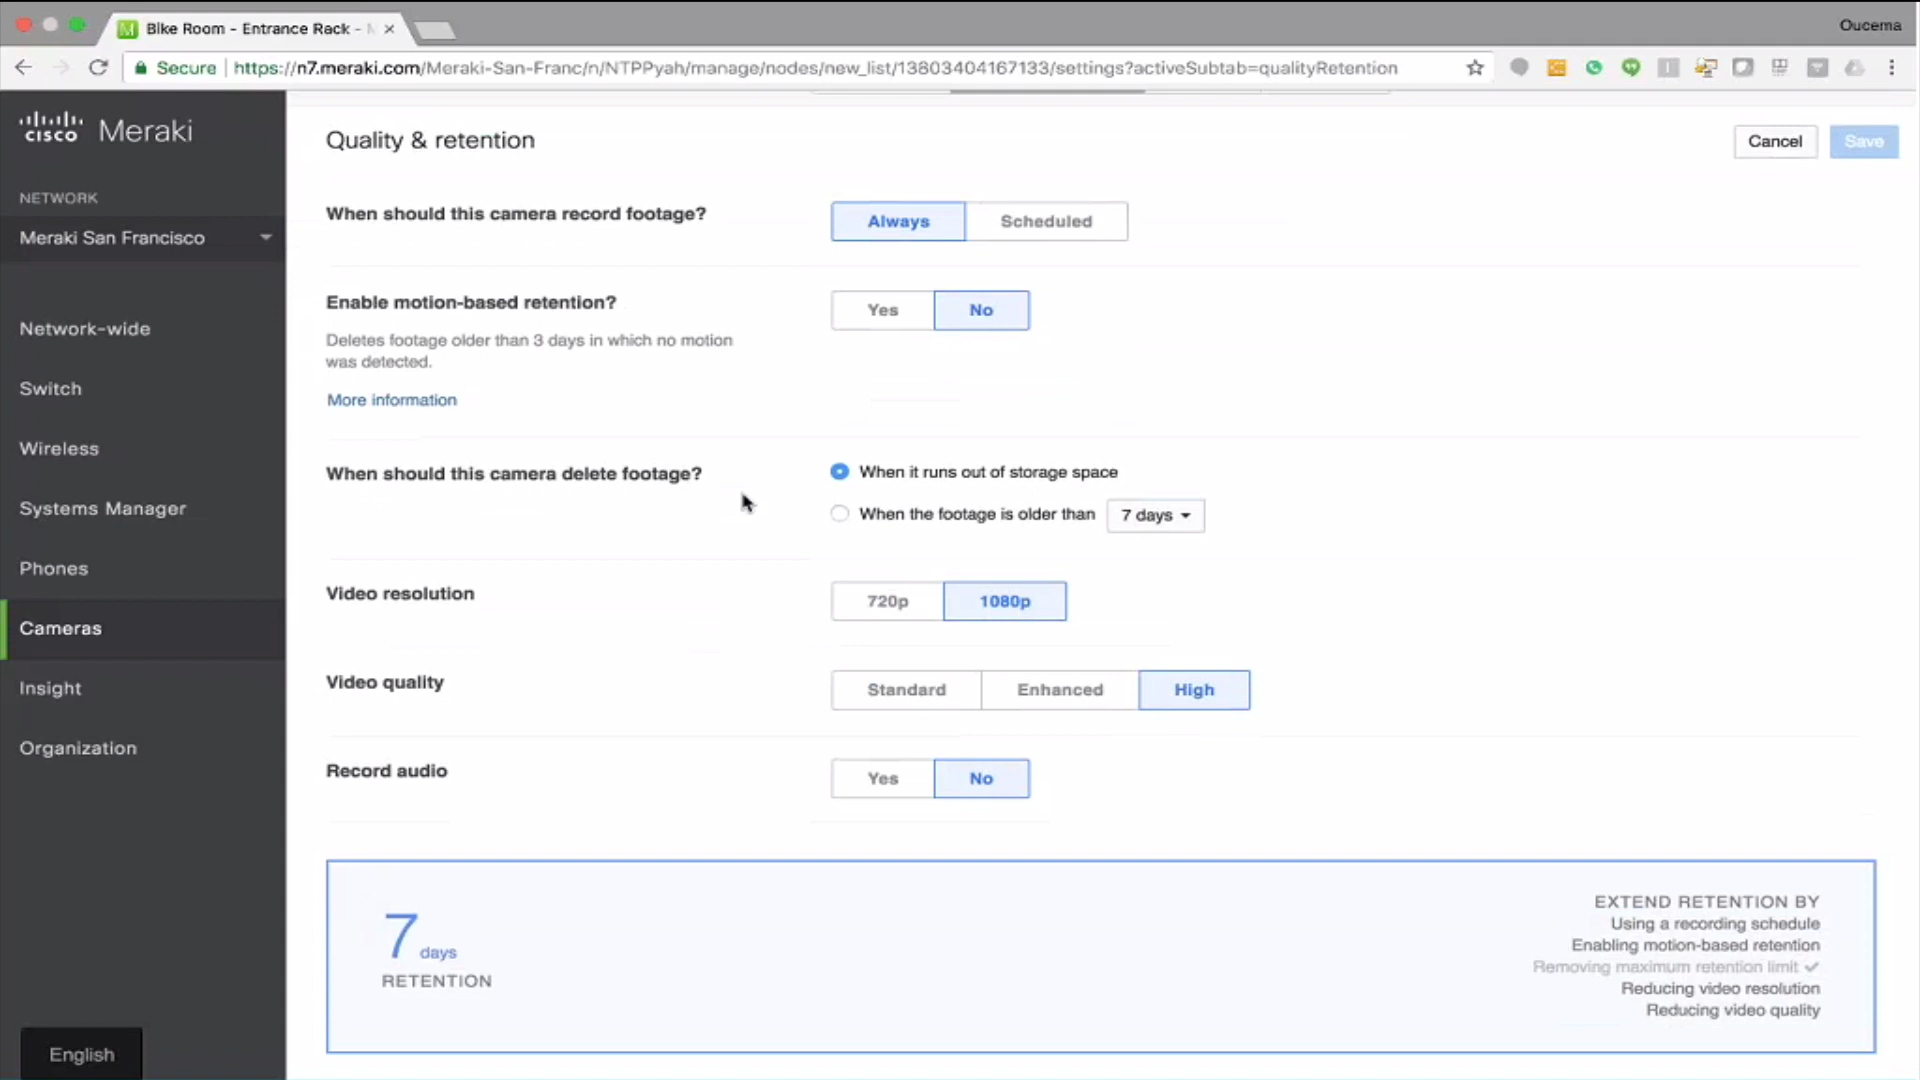 Bike Room - Entrance Rack -
Oucema
Secure https://n7.meraki.com/Meraki-San-Franc/n/NTPPyah/manage/nodes/new_list/13803404167133/settings?activeSubtab=qualityRetention
cisco Meraki
NETWORK
Meraki San Francisco
Network-wide
Switch
Wireless
Systems Manager
Phones
Cameras
Insight
Organization
English
Quality & retention
Cancel
Save
When should this camera record footage?
Always
Scheduled
Enable motion-based retention?
Yes
No
Deletes footage older than 3 days in which no motion
was detected.
More information
When should this camera delete footage?
When it runs out of storage space
When the footage is older than
7 days
Video resolution
720p
1080p
Video quality
Standard
Enhanced
High
Record audio
Yes
No
7 days
RETENTION
EXTEND RETENTION BY
Using a recording schedule
Enabling motion-based retention
Removing maximum retention limit ✓
Reducing video resolution
Reducing video quality